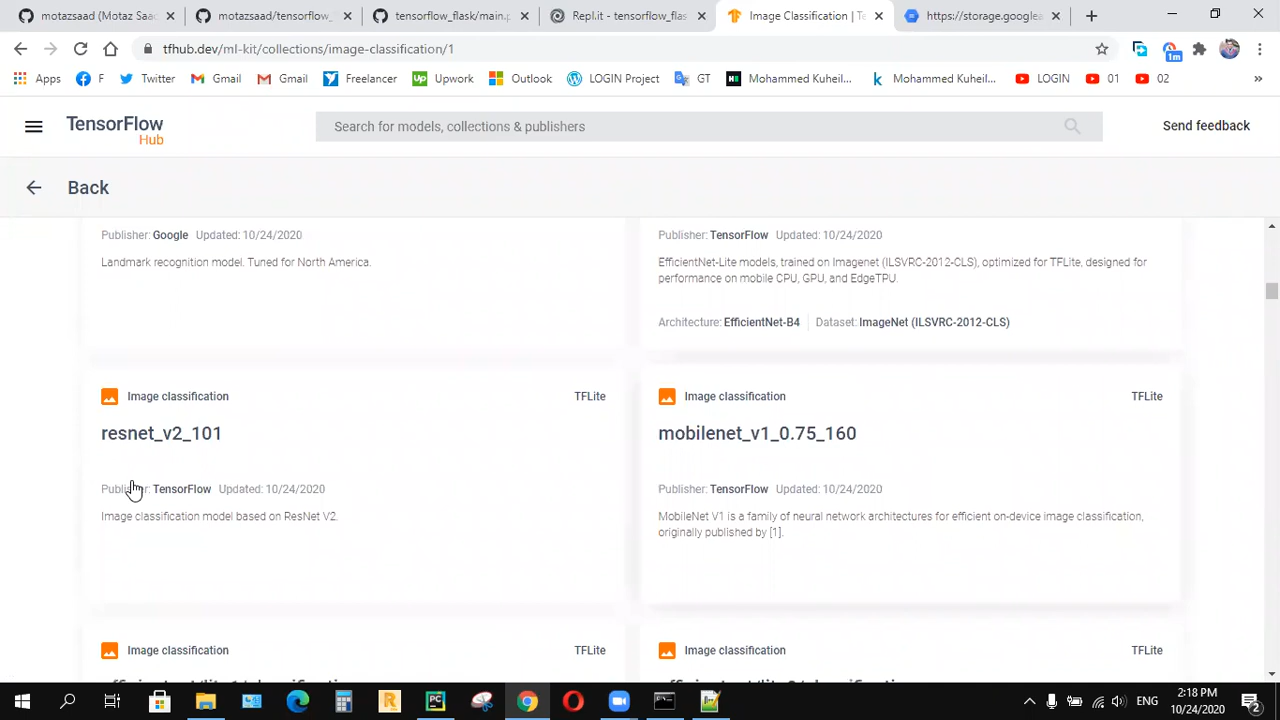 motazsaad (Motaz Saa
motazsaad/tensorflow_
tensorflow_flask/main.p
Repl.it - tensorflow_flas
Image Classification | Te
https://storage.googlea
tfhub.dev/ml-kit/collections/image-classification/1
1m
Apps
F
Twitter
Gmail
Gmail
Freelancer
Upwork
Outlook
LOGIN Project
GT
Mohammed Kuheil...
Mohammed Kuheil...
LOGIN
01
02
TensorFlow
Hub
Search for models, collections & publishers
Send feedback
Back
Publisher: Google Updated: 10/24/2020
Landmark recognition model. Tuned for North America.
Publisher: TensorFlow Updated: 10/24/2020
EfficientNet-Lite models, trained on Imagenet (ILSVRC-2012-CLS), optimized for TFLite, designed for
performance on mobile CPU, GPU, and EdgeTPU.
Architecture: EfficientNet-B4 Dataset: ImageNet (ILSVRC-2012-CLS)
Image classification TFLite
resnet_v2_101
Publisher: TensorFlow Updated: 10/24/2020
Image classification model based on ResNet V2.
Image classification TFLite
mobilenet_v1_0.75_160
Publisher: TensorFlow Updated: 10/24/2020
MobileNet V1 is a family of neural network architectures for efficient on-device image classification,
originally published by [1].
Image classification TFLite
Image classification TFLite
ENG
2:18 PM
10/24/2020
2